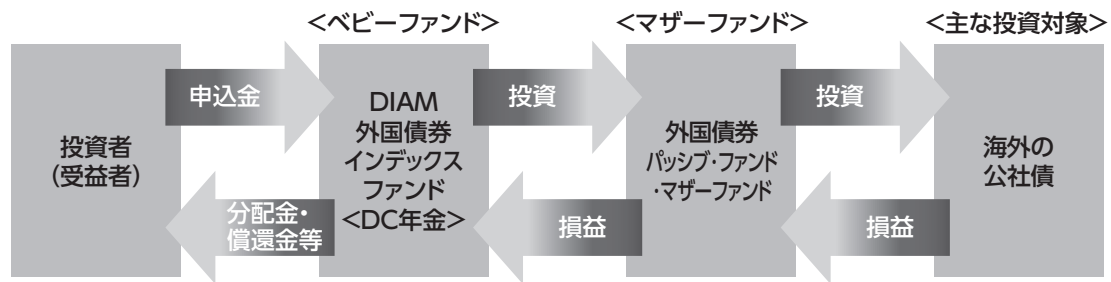 <ベビーファンド>
<マザーファンド>
<主な投資対象>
申込金
投資
投資
投資者
(受益者)
DIAM
外国債券
インデックス
ファンド
<DC年金>
外国債券
パッシブ・ファンド
・マザーファンド
海外の
公社債
分配金・
償還金等
損益
損益